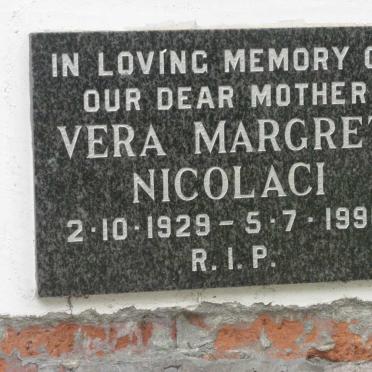 IN LOVING MEMORY O
OUR DEAR MOTHER
VERA MARGRET
NICOLACI
2·10·1929 – 5·7·199
R.I.P.